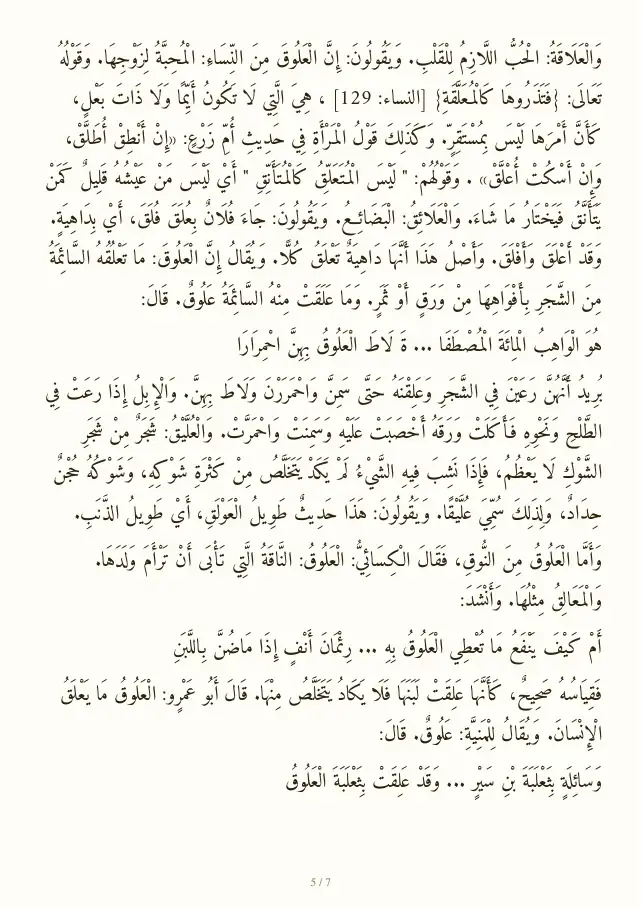 وَالْعَلَاقَةُ: الْحُبُّ اللَّازِمُ لِلْقَلْبِ. وَيَقُولُونَ: إِنَّ الْعَلُوقَ مِنَ النِّسَاءِ: الْمُحِبَّةُ لِزَوْجِهَا. وَقَوْلُهُ
تَعَالَى: {فَتَذَرُوهَا كَالْمُعَلَّقَةِ} [النساء: 129] ، هِيَ الَّتِي لَا تَكُونُ أَيِّمًا وَلَا ذَاتَ بَعْلٍ،
كَأَنَّ أَمْرَهَا لَيْسَ بِمُسْتَقِرٍّ. وَكَذَلِكَ قَوْلُ الْمَرْأَةِ فِي حَدِيثِ أُمِّ زَرْعٍ: «إِنْ أَنْطِقْ أُطَلَّقْ،
وَإِنْ أَسْكُتْ أُعَلَّقْ» . وَقَوْلُهُمْ: " لَيْسَ الْمُتَعَلِّقُ كَالْمُتَأَنِّقِ " أَيْ لَيْسَ مَنْ عَيْشُهُ قَلِيلٌ كَمَنْ
يَتَأَنَّقُ فَيَخْتَارُ مَا شَاءَ. وَالْعَلَائِقُ: الْبَضَائِعُ. وَيَقُولُونَ: جَاءَ فُلَانٌ بِعُلَقَ فُلَقَ، أَيْ بِدَاهِيَةٍ.
وَقَدْ أَعْلَقَ وَأَفْلَقَ. وَأَصْلُ هَذَا أَنَّهَا دَاهِيَةٌ تَعْلَقُ كُلًّا. وَيُقَالُ إِنَّ الْعَلُوقَ: مَا تَعْلُقُهُ السَّائِمَةُ
مِنَ الشَّجَرِ بِأَفْوَاهِهَا مِنْ وَرَقٍ أَوْ ثَمَرٍ. وَمَا عَلَقَتْ مِنْهُ السَّائِمَةُ عَلُوقٌ. قَالَ:
هُوَ الْوَاهِبُ الْمِائَةَ الْمُصْطَفَا ... ةَ لَاطَ الْعَلُوقُ بِهِنَّ احْمِرَارَا
يُرِيدُ أَنَّهُنَّ رَعَيْنَ فِي الشَّجَرِ وَعَلِقْنَهُ حَتَّى سَمِنَّ وَاحْمَرَرْنَ وَلَاطَ بِهِنَّ. وَالْإِبِلُ إِذَا رَعَتْ فِي
الطَّلْحِ وَنَحْوِهِ فَأَكَلَتْ وَرَقَهُ أَخْصَبَتْ عَلَيْهِ وَسَمِنَتْ وَاحْمَرَّتْ. وَالْعُلَّيْقُ: شَجَرٌ مِنْ شَجَرِ
الشَّوْكِ لَا يَعْظُمُ، فَإِذَا نَشِبَ فِيهِ الشَّيْءُ لَمْ يَكَدْ يَتَخَلَّصُ مِنْ كَثْرَةِ شَوْكِهِ، وَشَوْكُهُ حُجْنٌ
حِدَادٌ، وَلِذَلِكَ سُمِّيَ عُلَّيْقًا. وَيَقُولُونَ: هَذَا حَدِيثٌ طَوِيلُ الْعَوْلَقِ، أَيْ طَوِيلُ الذَّنَبِ.
وَأَمَّا الْعَلُوقُ مِنَ النُّوقِ، فَقَالَ الْكِسَائِيُّ: الْعَلُوقُ: النَّاقَةُ الَّتِي تَأْبَى أَنْ تَرْأَمَ وَلَدَهَا.
وَالْمَعَالِقُ مِثْلُهَا. وَأَنْشَدَ:
أَمْ كَيْفَ يَنْفَعُ مَا تُعْطِي الْعَلُوقُ بِهِ ... رِئْمَانَ أَنْفٍ إِذَا مَاضُنَّ بِاللَّبَنِ
فَقِيَاسُهُ صَحِيحٌ، كَأَنَّهَا عَلِقَتْ لَبَنَهَا فَلَا يَكَادُ يَتَخَلَّصُ مِنْهَا. قَالَ أَبُو عَمْرٍو: الْعَلُوقُ مَا يَعْلَقُ
الْإِنْسَانَ. وَيُقَالُ لِلْمَنِيَّةِ: عَلُوقٌ. قَالَ:
وَسَائِلَةٍ بِثَعْلَبَةَ بْنِ سَيْرٍ ... وَقَدْ عَلِقَتْ بِثَعْلَبَةَ الْعَلُوقُ
5 / 7